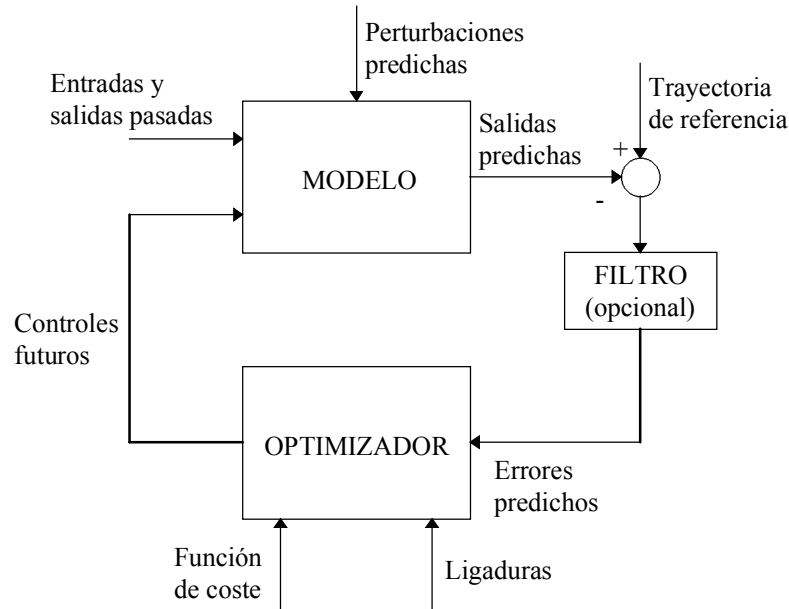 Perturbaciones
predichas
Entradas y
salidas pasadas
Trayectoria
de referencia
Salidas
predichas
+
MODELO
-
FILTRO
(opcional)
Controles
futuros
OPTIMIZADOR
Errores
predichos
Función
de coste
Ligaduras